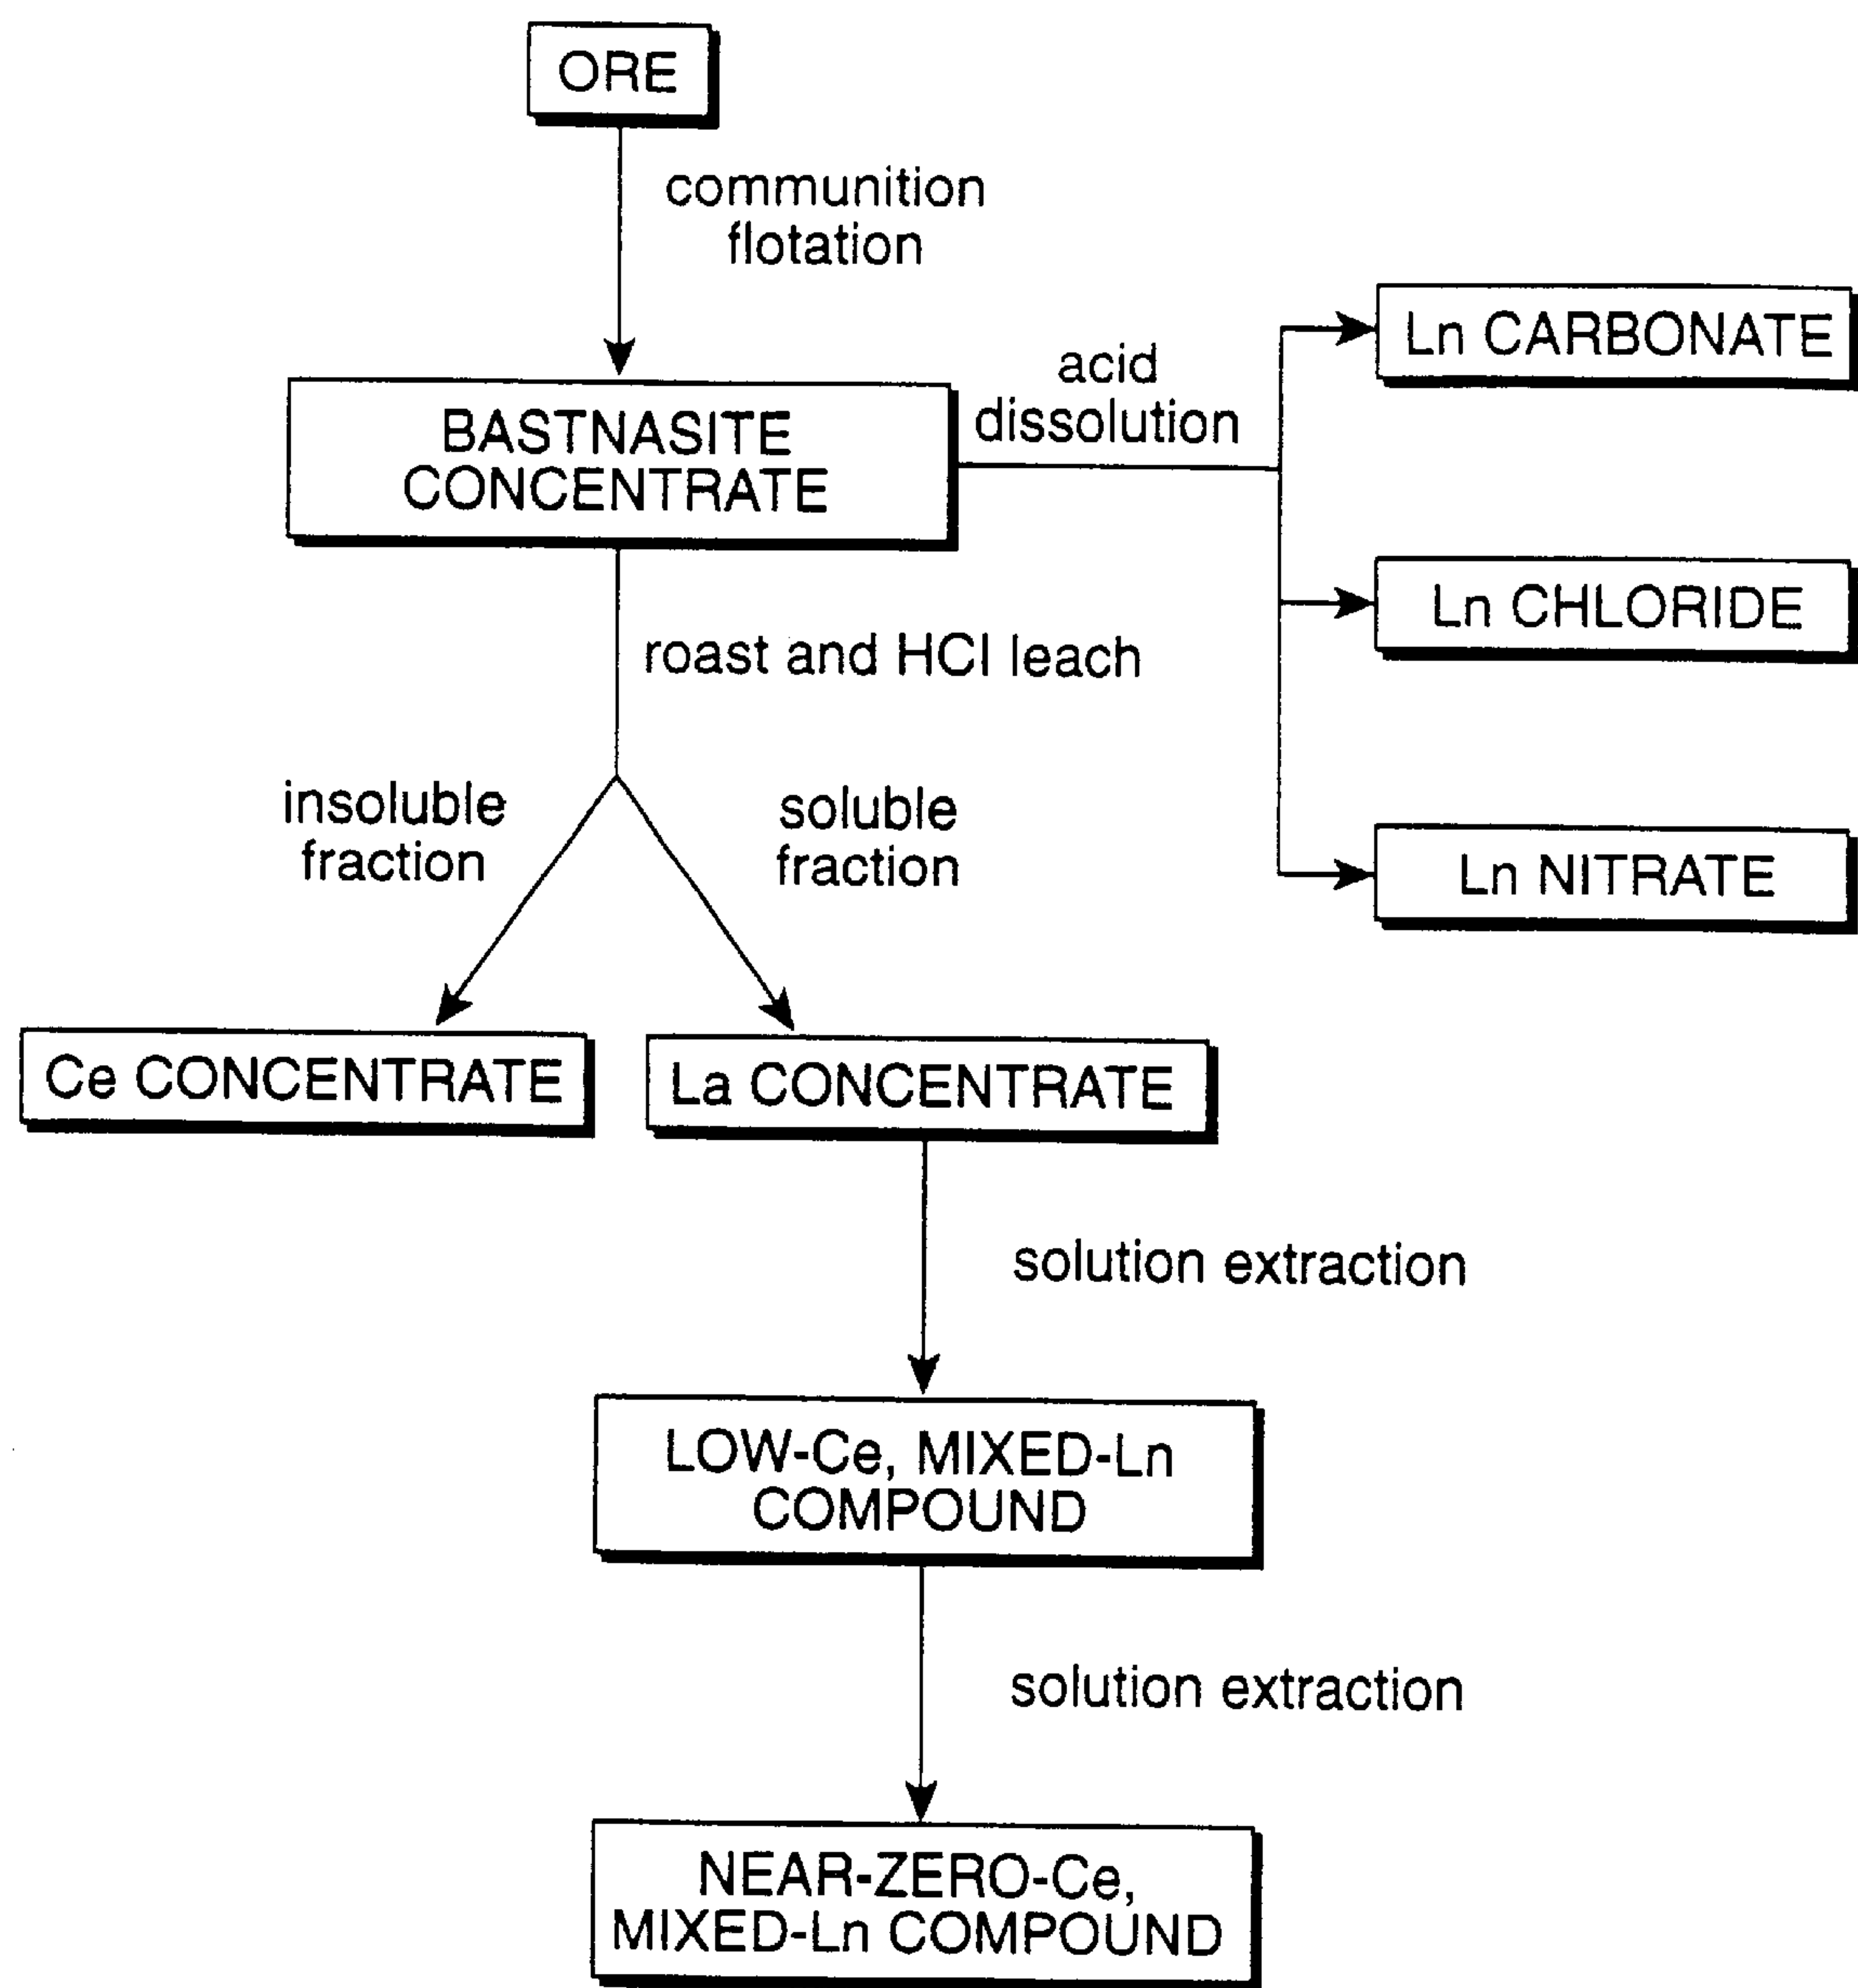 ORE
communition
flotation
BASTNASITE
CONCENTRATE
acid
dissolution
Ln CARBONATE
Ln CHLORIDE
Ln NITRATE
roast and HCl leach
insoluble
fraction
soluble
fraction
Ce CONCENTRATE
La CONCENTRATE
solution extraction
LOW-Ce, MIXED-Ln
COMPOUND
solution extraction
NEAR-ZERO-Ce,
MIXED-Ln COMPOUND